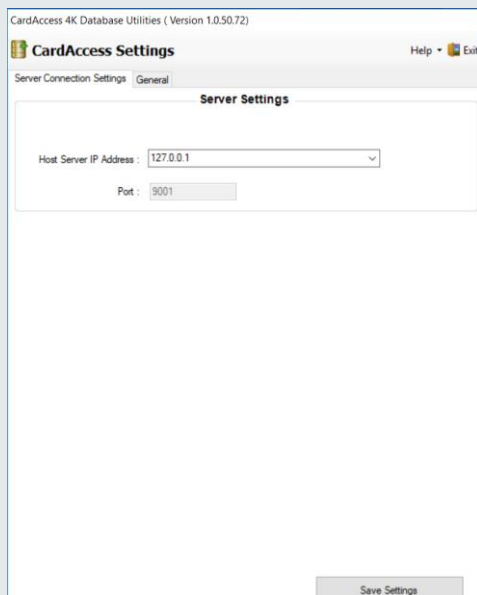 CardAccess 4K Database Utilities ( Version 1.0.50.72)
CardAccess Settings
Help
Exit
Server Connection Settings
General
Server Settings
Host Server IP Address :
127.0.0.1
Port :
9001
Save Settings